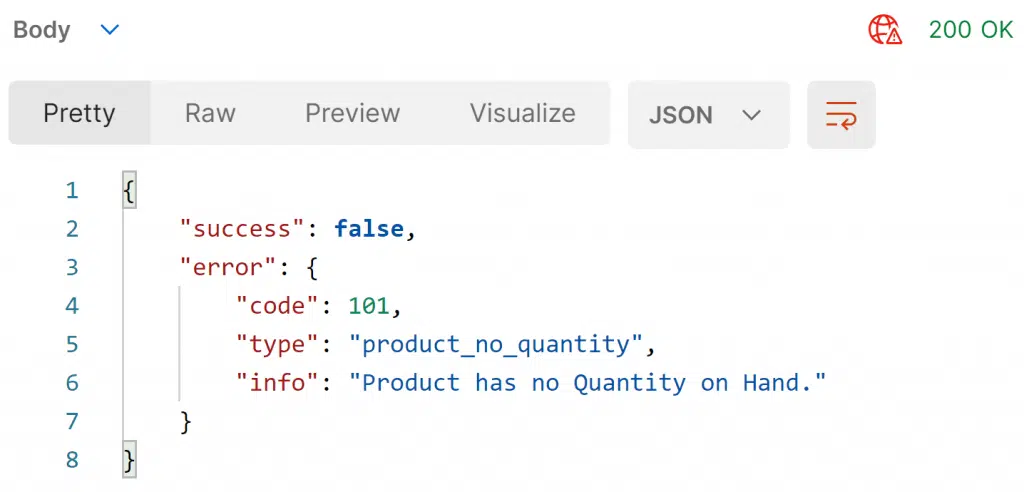 Body 200 OK
Pretty Raw Preview Visualize JSON
1 {
2 "success": false,
3 "error": {
4 "code": 101,
5 "type": "product_no_quantity",
6 "info": "Product has no Quantity on Hand."
7 }
8 }